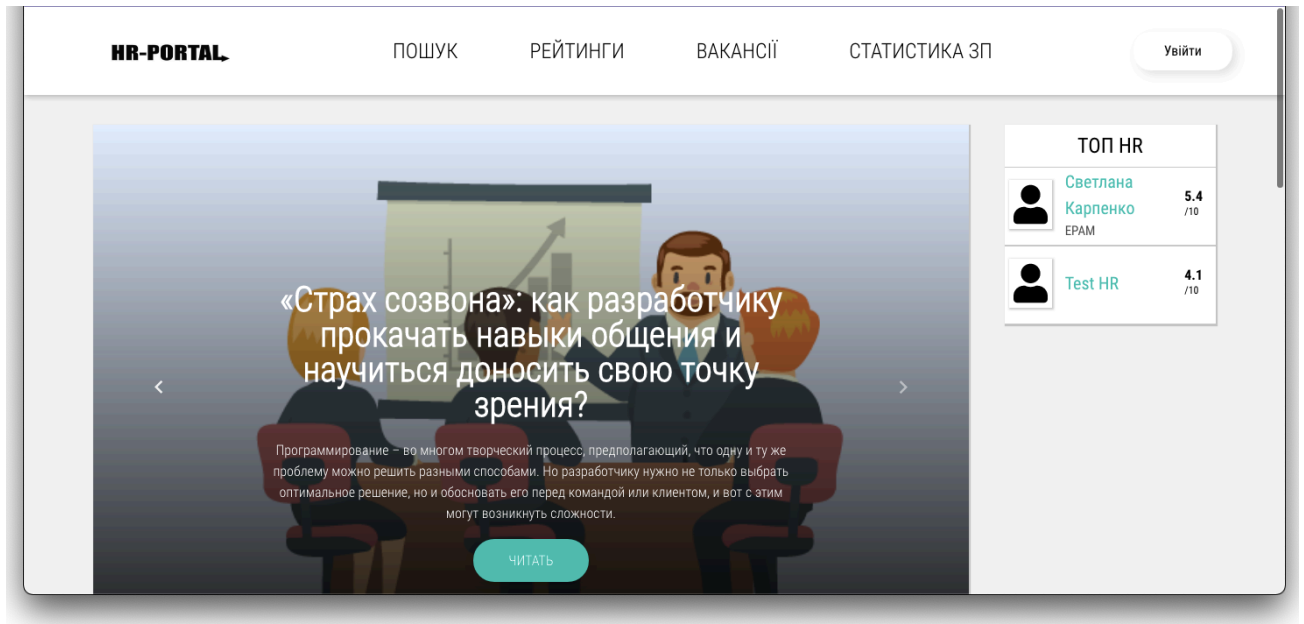 HR-PORTAL
ПОШУК
РЕЙТИНГИ
ВАКАНСІЇ
СТАТИСТИКА ЗП
Увійти
«Страх созвона»: как разработчику
прокачать навыки общения и
научиться доносить свою точку
зрения?
Программирование – во многом творческий процесс, предполагающий, что одну и ту же
проблему можно решить разными способами. Но разработчику нужно не только выбрать
оптимальное решение, но и обосновать его перед командой или клиентом, и вот с этим
могут возникнуть сложности.
ЧИТАТЬ
ТОП HR
Светлана
Карпенко
EPAM
5.4
/10
Test HR
4.1
/10